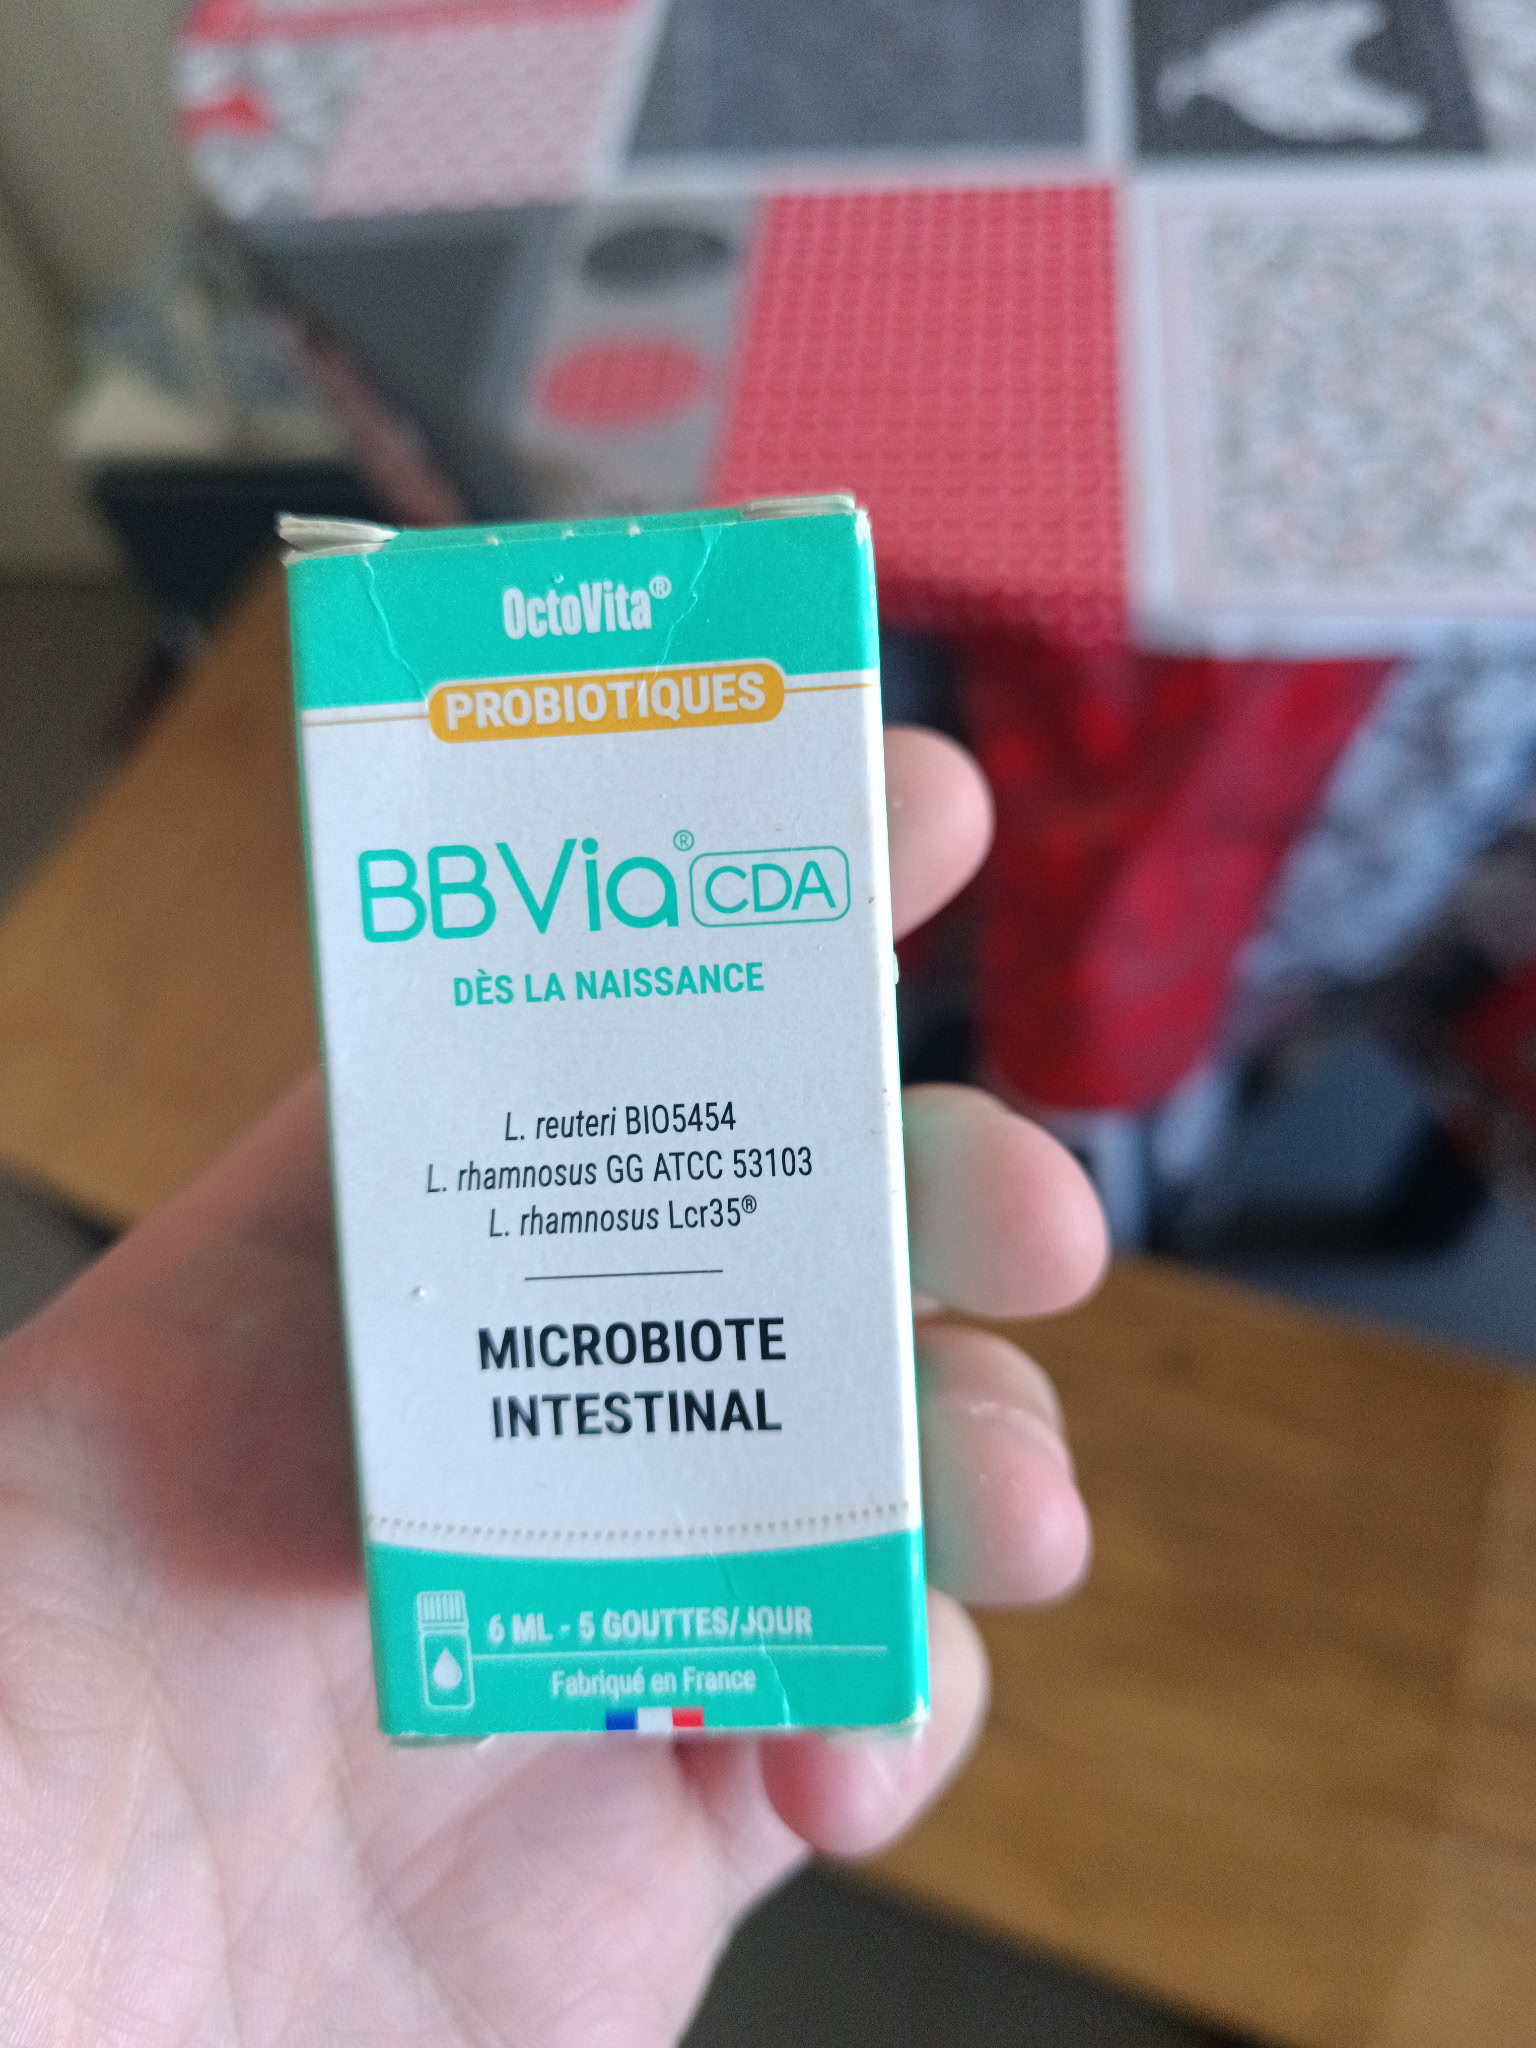 OctoVita®
PROBIOTIQUES
BBVia® CDA
DÈS LA NAISSANCE
L. reuteri BIO5454
L. rhamnosus GG ATCC 53103
L. rhamnosus Lcr35®
MICROBIOTE
INTESTINAL
6 ML - 5 GOUTTES/JOUR
Fabriqué en France